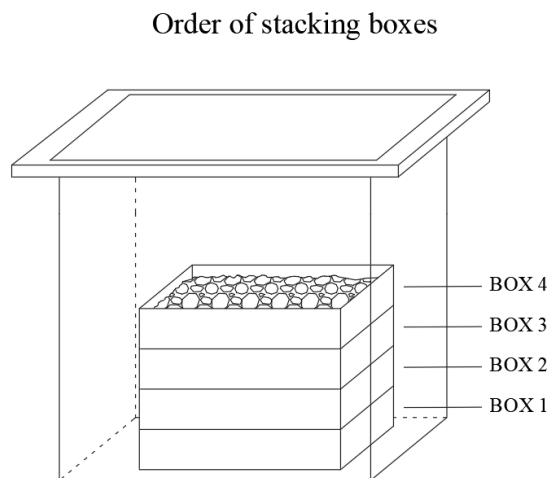 Order of stacking boxes
BOX 4
BOX 3
BOX 2
BOX 1